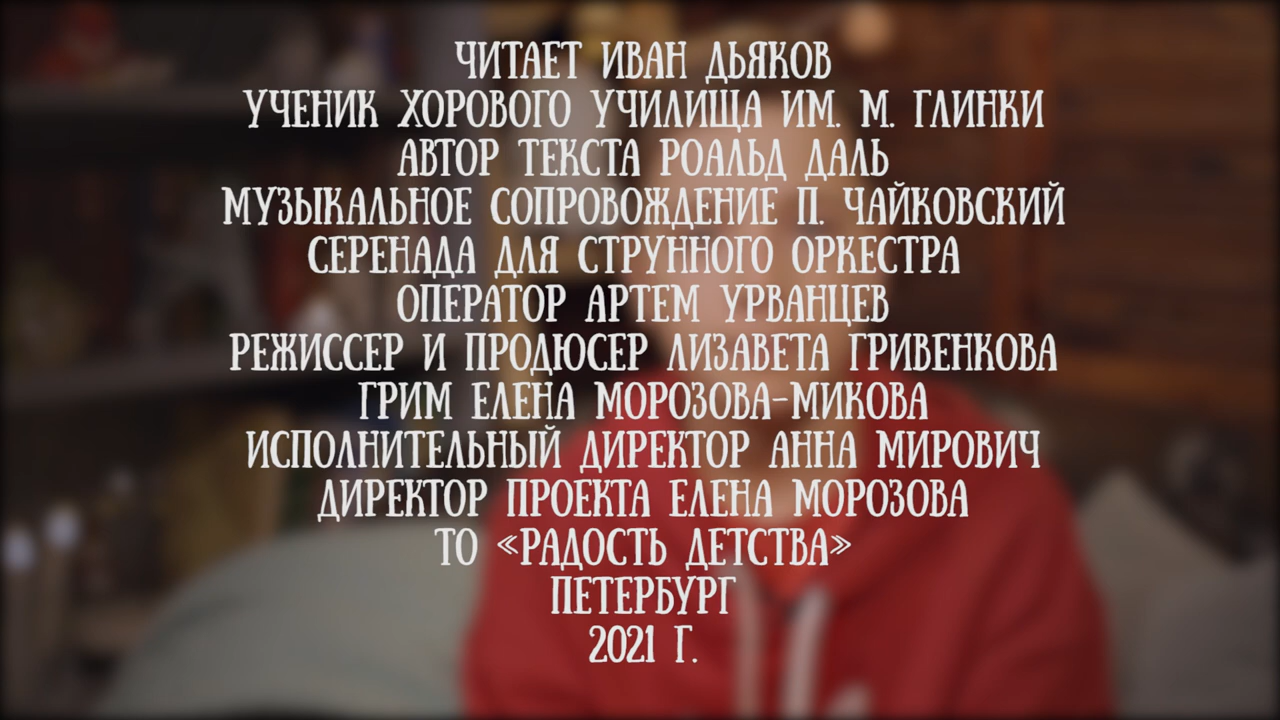 ЧИТАЕТ ИВАН ДЬЯКОВ
УЧЕНИК ХОРОВОГО УЧИЛИЩА ИМ. М. ГЛИНКИ
АВТОР ТЕКСТА РОАЛЬД ДАЛЬ
МУЗЫКАЛЬНОЕ СОПРОВОЖДЕНИЕ П. ЧАЙКОВСКИЙ
СЕРЕНАДА ДЛЯ СТРУННОГО ОРКЕСТРА
ОПЕРАТОР АРТЕМ УРВАНЦЕВ
РЕЖИССЕР И ПРОДЮСЕР ЛИЗАВЕТА ГРИВЕНКОВА
ГРИМ ЕЛЕНА МОРОЗОВА-МИКОВА
ИСПОЛНИТЕЛЬНЫЙ ДИРЕКТОР АННА МИРОВИЧ
ДИРЕКТОР ПРОЕКТА ЕЛЕНА МОРОЗОВА
ТО «РАДОСТЬ ДЕТСТВА»
ПЕТЕРБУРГ
2021 Г.